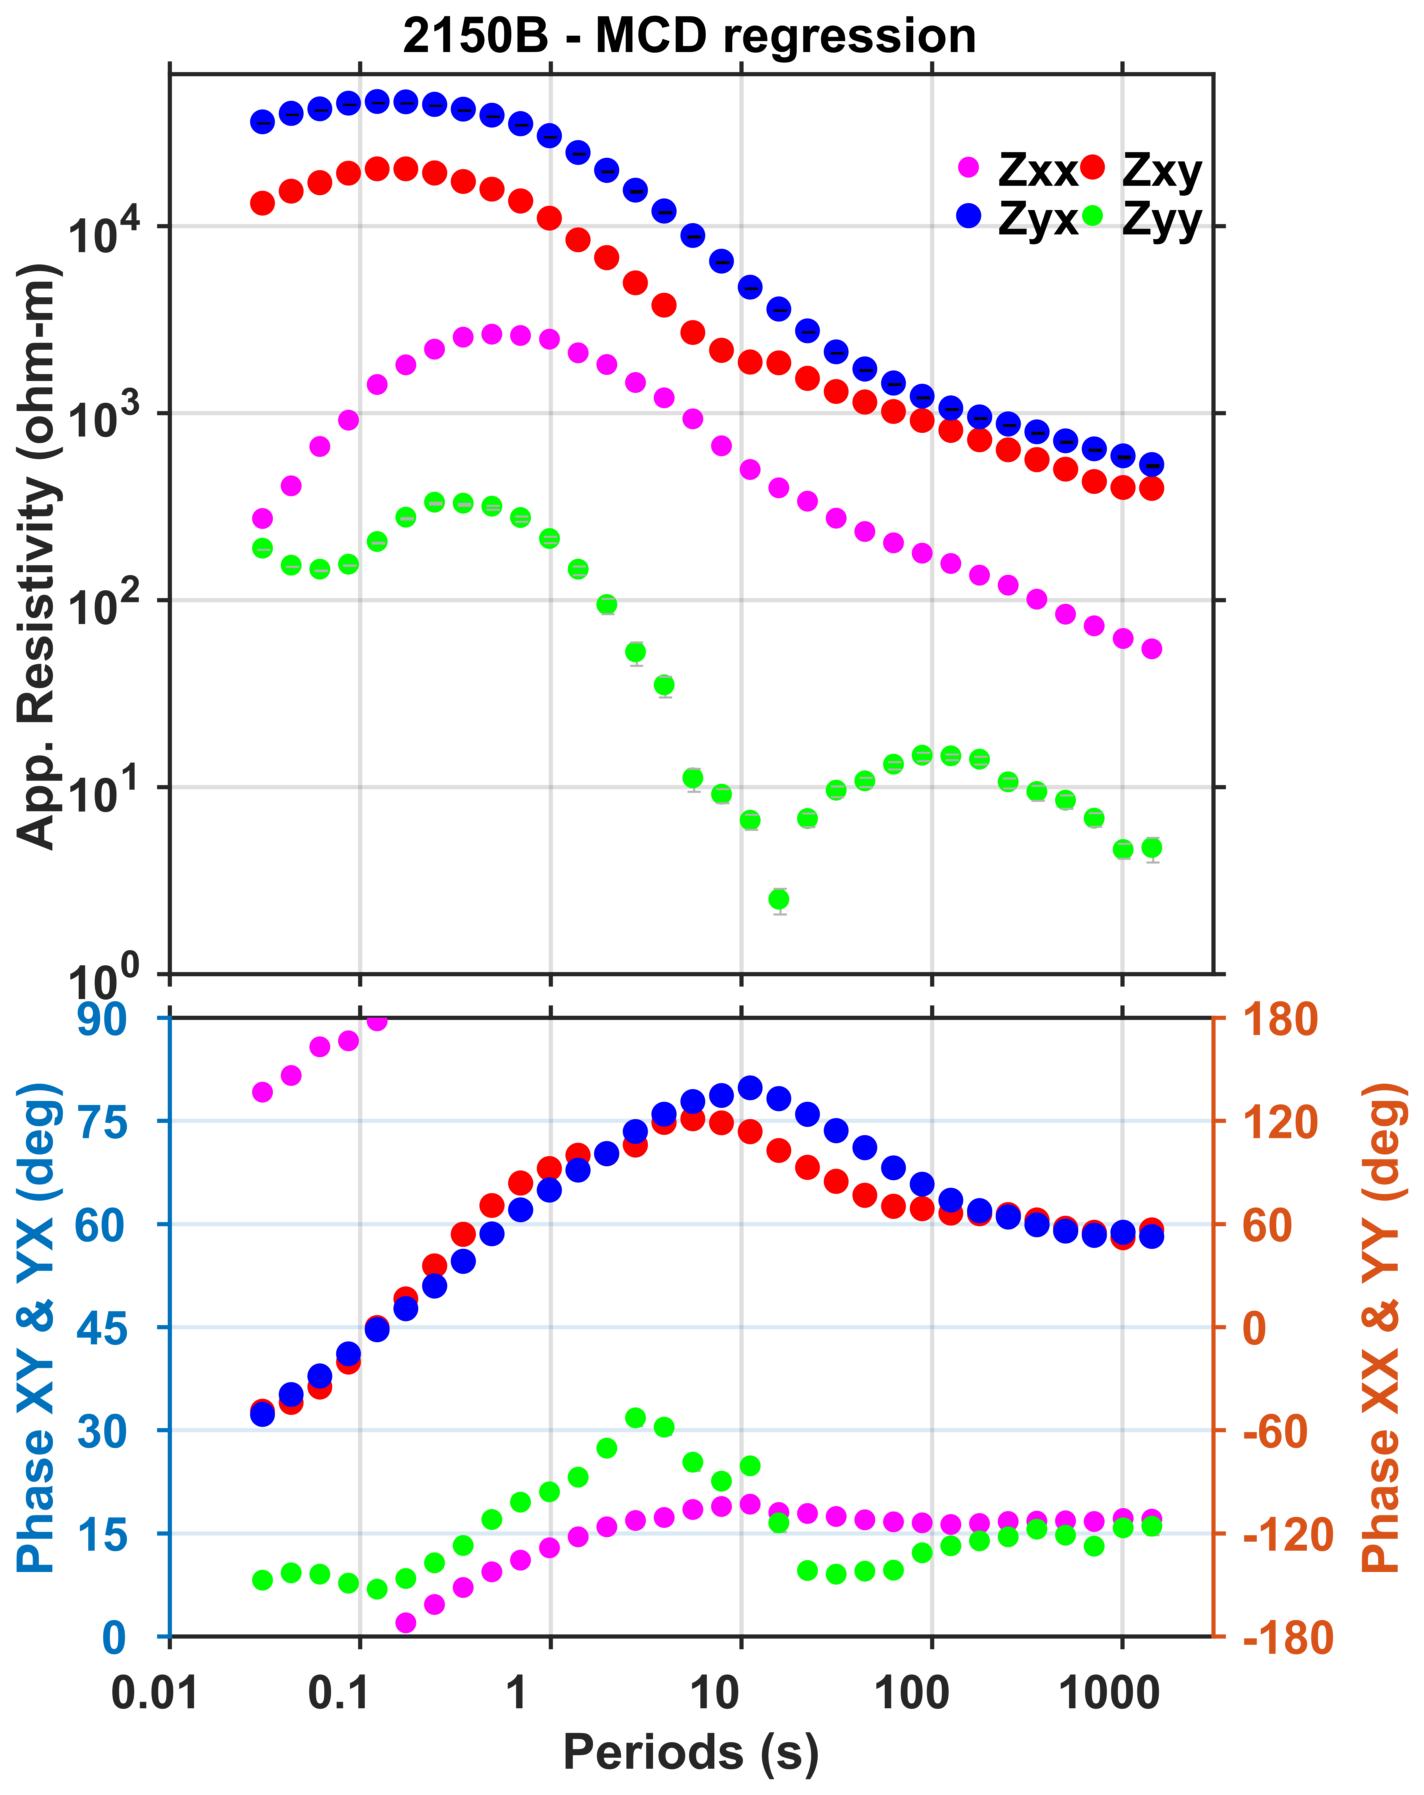 2150B - MCD regression
Zxx Zxy
Zyx Zyy
App. Resistivity (ohm-m)
10^4
10^3
10^2
10^1
10^0
Phase XY & YX (deg)
90
75
60
45
30
15
0
180
120
60
0
-60
-120
-180
Phase XX & YY (deg)
0.01 0.1 1 10 100 1000
Periods (s)